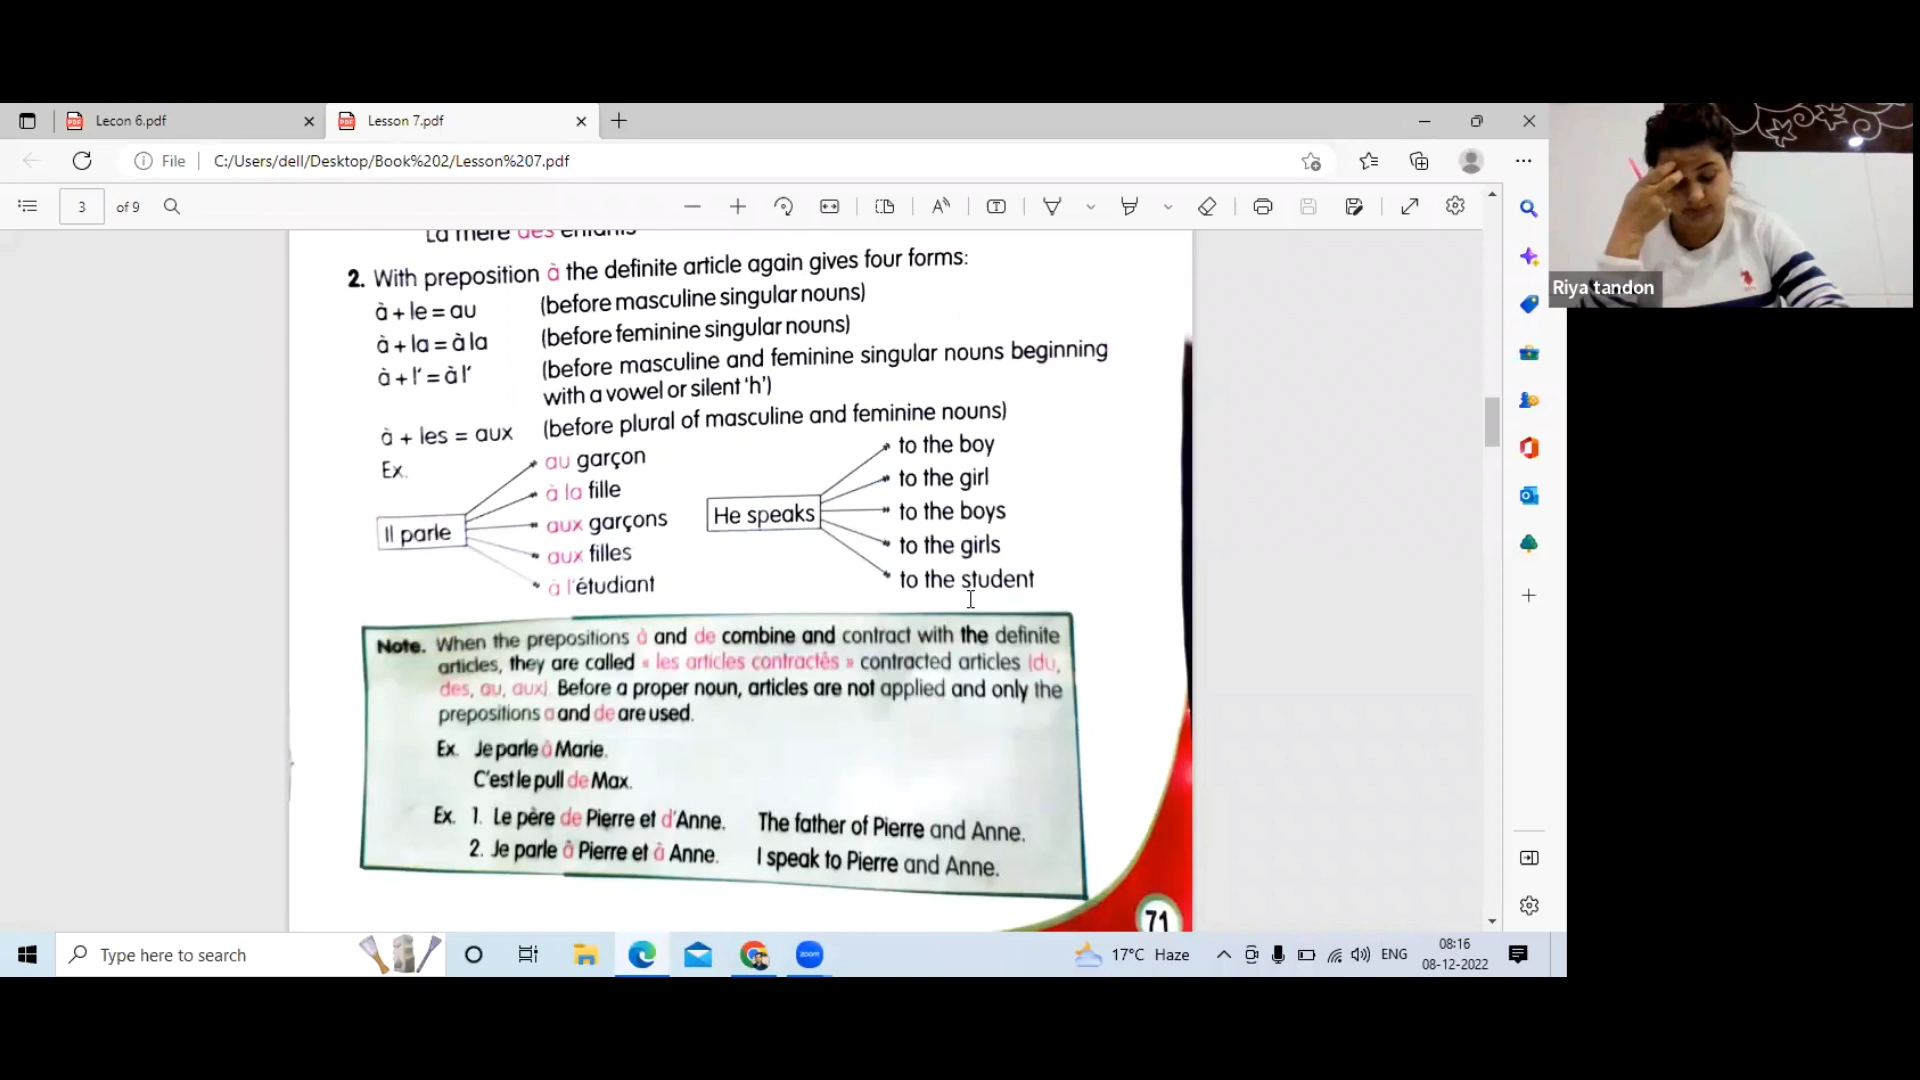 Lecon 6.pdf
Lesson 7.pdf
File
C:/Users/dell/Desktop/Book%202/Lesson%207.pdf
3 of 9
La mère des enfants
2. With preposition à the definite article again gives four forms:
à + le = au (before masculine singular nouns)
à + la = à la (before feminine singular nouns)
à + l' = à l' (before masculine and feminine singular nouns beginning
with a vowel or silent 'h')
à + les = aux (before plural of masculine and feminine nouns)
Ex.
Il parle
au garçon
à la fille
aux garçons
aux filles
à l'étudiant
He speaks
to the boy
to the girl
to the boys
to the girls
to the student
Note. When the prepositions à and de combine and contract with the definite
articles, they are called « les articles contractés » contracted articles (du,
des, au, aux). Before a proper noun, articles are not applied and only the
prepositions a and de are used.
Ex. Je parle à Marie.
C'est le pull de Max.
Ex. 1. Le père de Pierre et d'Anne. The father of Pierre and Anne.
2. Je parle à Pierre et à Anne. I speak to Pierre and Anne.
71
Riya tandon
Type here to search
zoom
17°C Haze
ENG
08:16
08-12-2022